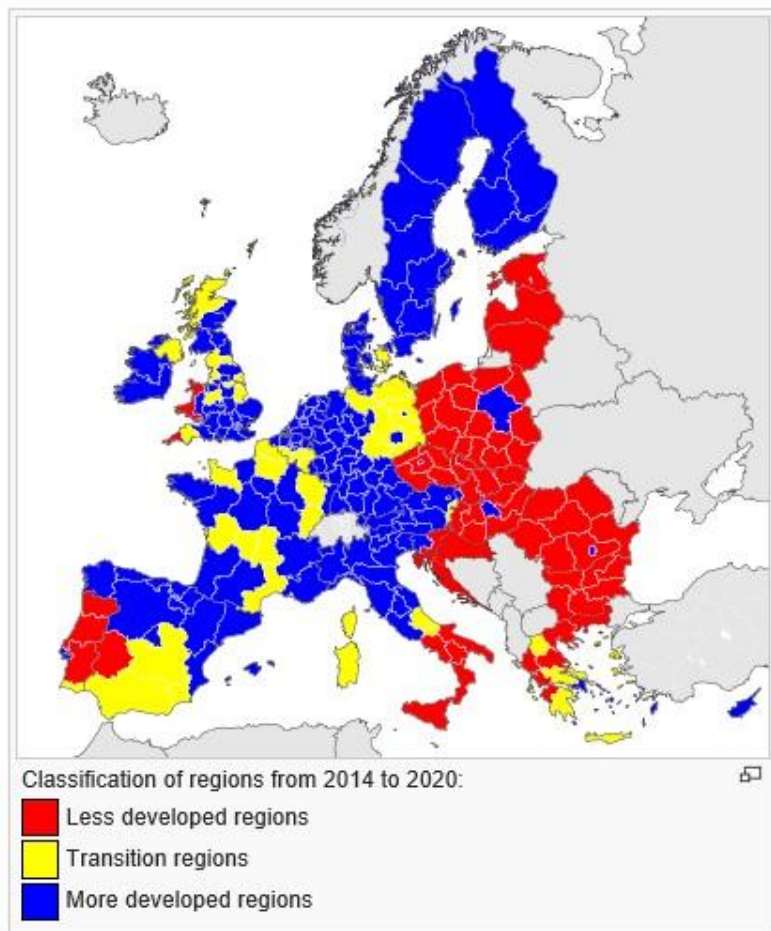 Classification of regions from 2014 to 2020:
Less developed regions
Transition regions
More developed regions